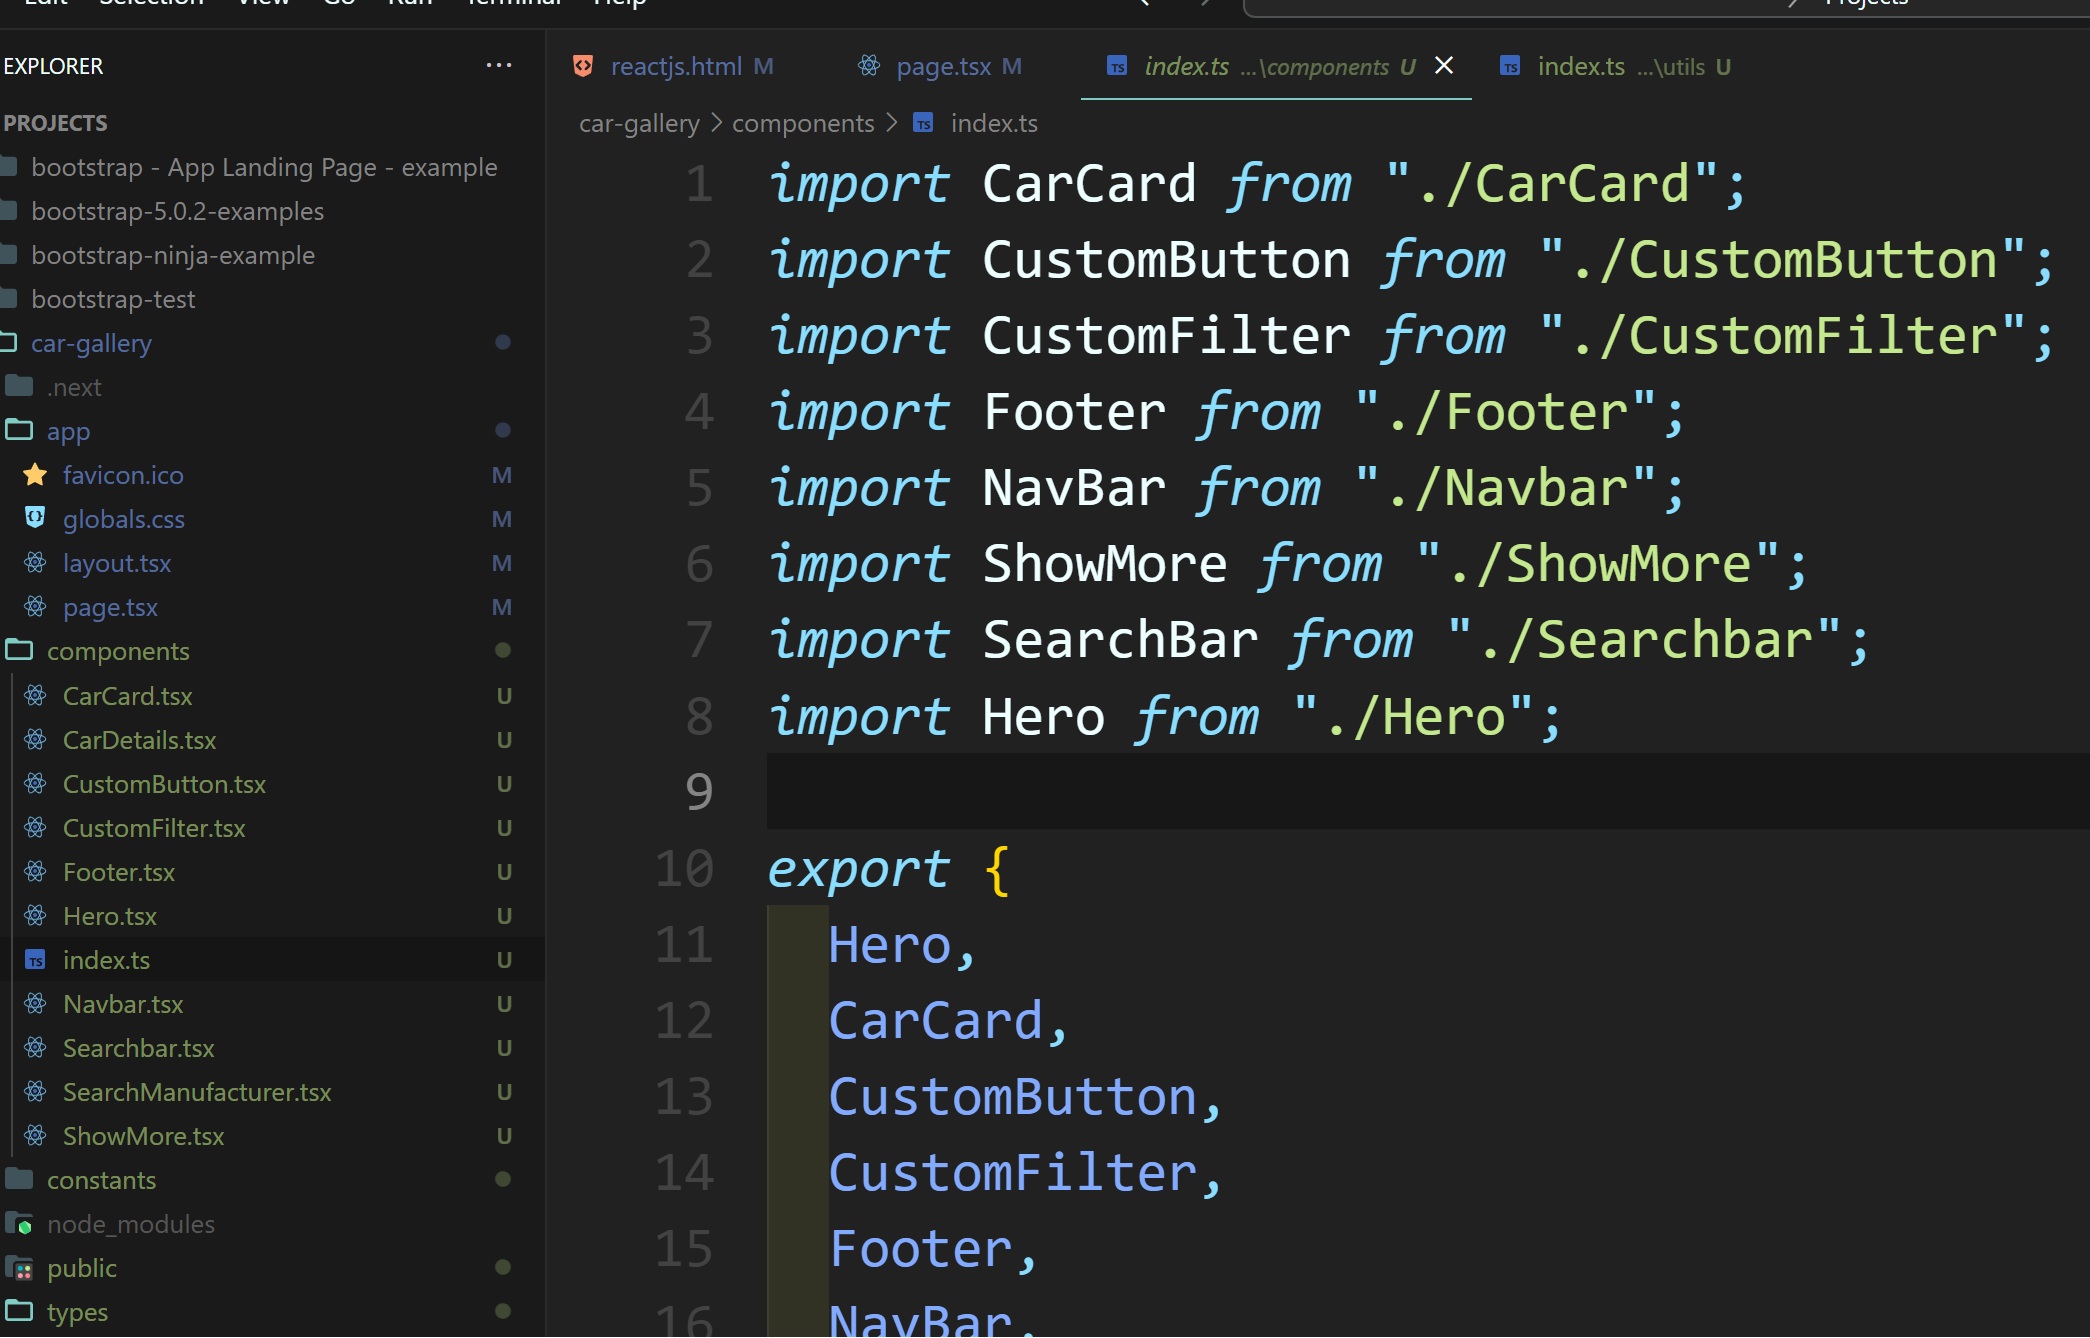 Edit Selection View Go Run Terminal Help
Projects
EXPLORER ...
PROJECTS
bootstrap - App Landing Page - example
bootstrap-5.0.2-examples
bootstrap-ninja-example
bootstrap-test
car-gallery
.next
app
favicon.ico M
globals.css M
layout.tsx M
page.tsx M
components
CarCard.tsx U
CarDetails.tsx U
CustomButton.tsx U
CustomFilter.tsx U
Footer.tsx U
Hero.tsx U
TS index.ts U
Navbar.tsx U
Searchbar.tsx U
SearchManufacturer.tsx U
ShowMore.tsx U
constants
node_modules
public
types
reactjs.html M page.tsx M TS index.ts ...\components U TS index.ts ...\utils U
car-gallery > components > TS index.ts
1 import CarCard from "./CarCard";
2 import CustomButton from "./CustomButton";
3 import CustomFilter from "./CustomFilter";
4 import Footer from "./Footer";
5 import NavBar from "./Navbar";
6 import ShowMore from "./ShowMore";
7 import SearchBar from "./Searchbar";
8 import Hero from "./Hero";
9
10 export {
11 Hero,
12 CarCard,
13 CustomButton,
14 CustomFilter,
15 Footer,
16 NavBar,